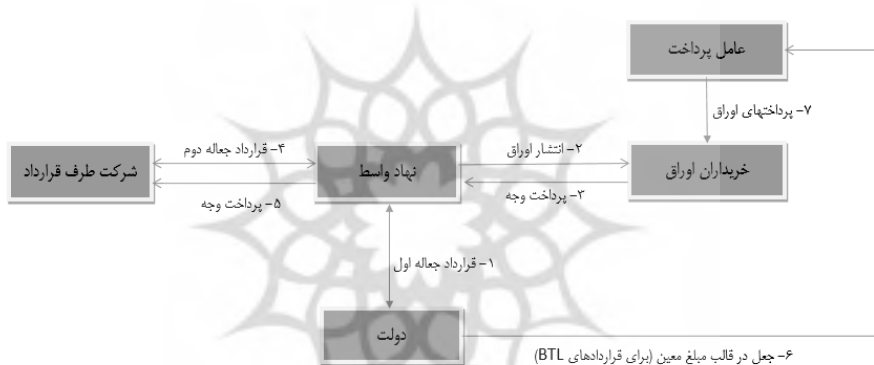 عامل پرداخت
۷- پرداختهای اوراق
۴- قرارداد جعاله دوم
۲- انتشار اوراق
شرکت طرف قرارداد
نهاد واسط
خریداران اوراق
۵- پرداخت وجه
۳- پرداخت وجه
۱- قرارداد جعاله اول
دولت
۶- جعل در قالب مبلغ معین (برای قراردادهای BTL)